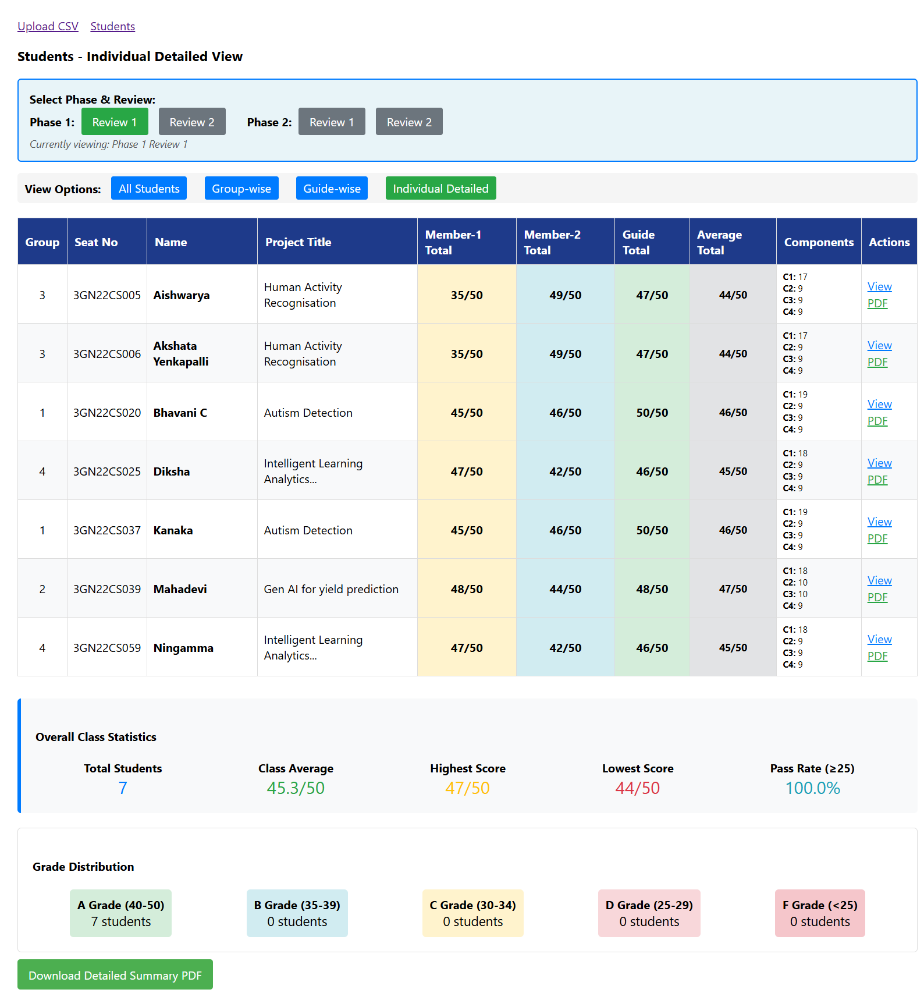 Upload CSV Students
Students - Individual Detailed View
Select Phase & Review:
Phase 1: Review 1 Review 2 Phase 2: Review 1 Review 2
Currently viewing: Phase 1 Review 1
View Options: All Students Group-wise Guide-wise Individual Detailed
Group Seat No Name Project Title Member-1 Total Member-2 Total Guide Total Average Total Components Actions
3 3GN22CS005 Aishwarya Human Activity Recognisation 35/50 49/50 47/50 44/50 C1: 17 C2: 9 C3: 9 C4: 9 View PDF
3 3GN22CS006 Akshata Yenkapalli Human Activity Recognisation 35/50 49/50 47/50 44/50 C1: 17 C2: 9 C3: 9 C4: 9 View PDF
1 3GN22CS020 Bhavani C Autism Detection 45/50 46/50 50/50 46/50 C1: 19 C2: 9 C3: 9 C4: 9 View PDF
4 3GN22CS025 Diksha Intelligent Learning Analytics... 47/50 42/50 46/50 45/50 C1: 18 C2: 9 C3: 9 C4: 9 View PDF
1 3GN22CS037 Kanaka Autism Detection 45/50 46/50 50/50 46/50 C1: 19 C2: 9 C3: 9 C4: 9 View PDF
2 3GN22CS039 Mahadevi Gen AI for yield prediction 48/50 44/50 48/50 47/50 C1: 18 C2: 10 C3: 10 C4: 9 View PDF
4 3GN22CS059 Ningamma Intelligent Learning Analytics... 47/50 42/50 46/50 45/50 C1: 18 C2: 9 C3: 9 C4: 9 View PDF
Overall Class Statistics
Total Students Class Average Highest Score Lowest Score Pass Rate (≥25)
7 45.3/50 47/50 44/50 100.0%
Grade Distribution
A Grade (40-50) B Grade (35-39) C Grade (30-34) D Grade (25-29) F Grade (<25)
7 students 0 students 0 students 0 students 0 students
Download Detailed Summary PDF